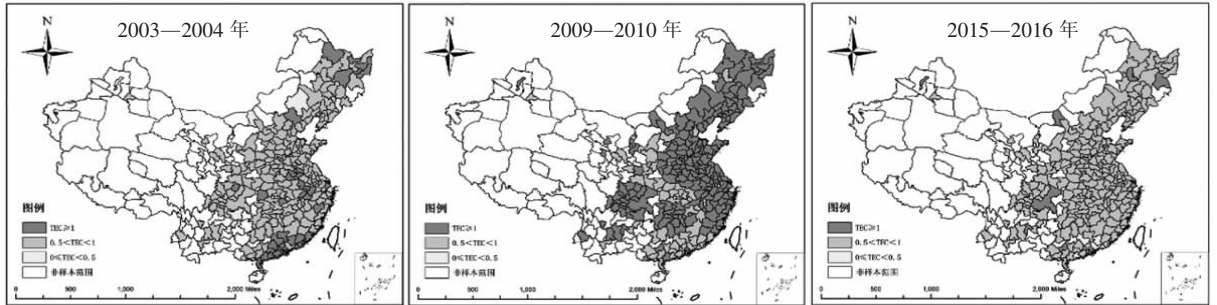 N
2003—2004 年
图例
TEC≥1
0.5<TEC<1
0≤TEC<0.5
非样本范围
0 500 1,000 2,000 Miles
N
2009—2010 年
图例
TEC≥1
0.5<TEC<1
0≤TEC<0.5
非样本范围
0 500 1,000 2,000 Miles
N
2015—2016 年
图例
TEC≥1
0.5<TEC<1
0≤TEC<0.5
非样本范围
0 500 1,000 2,000 Miles